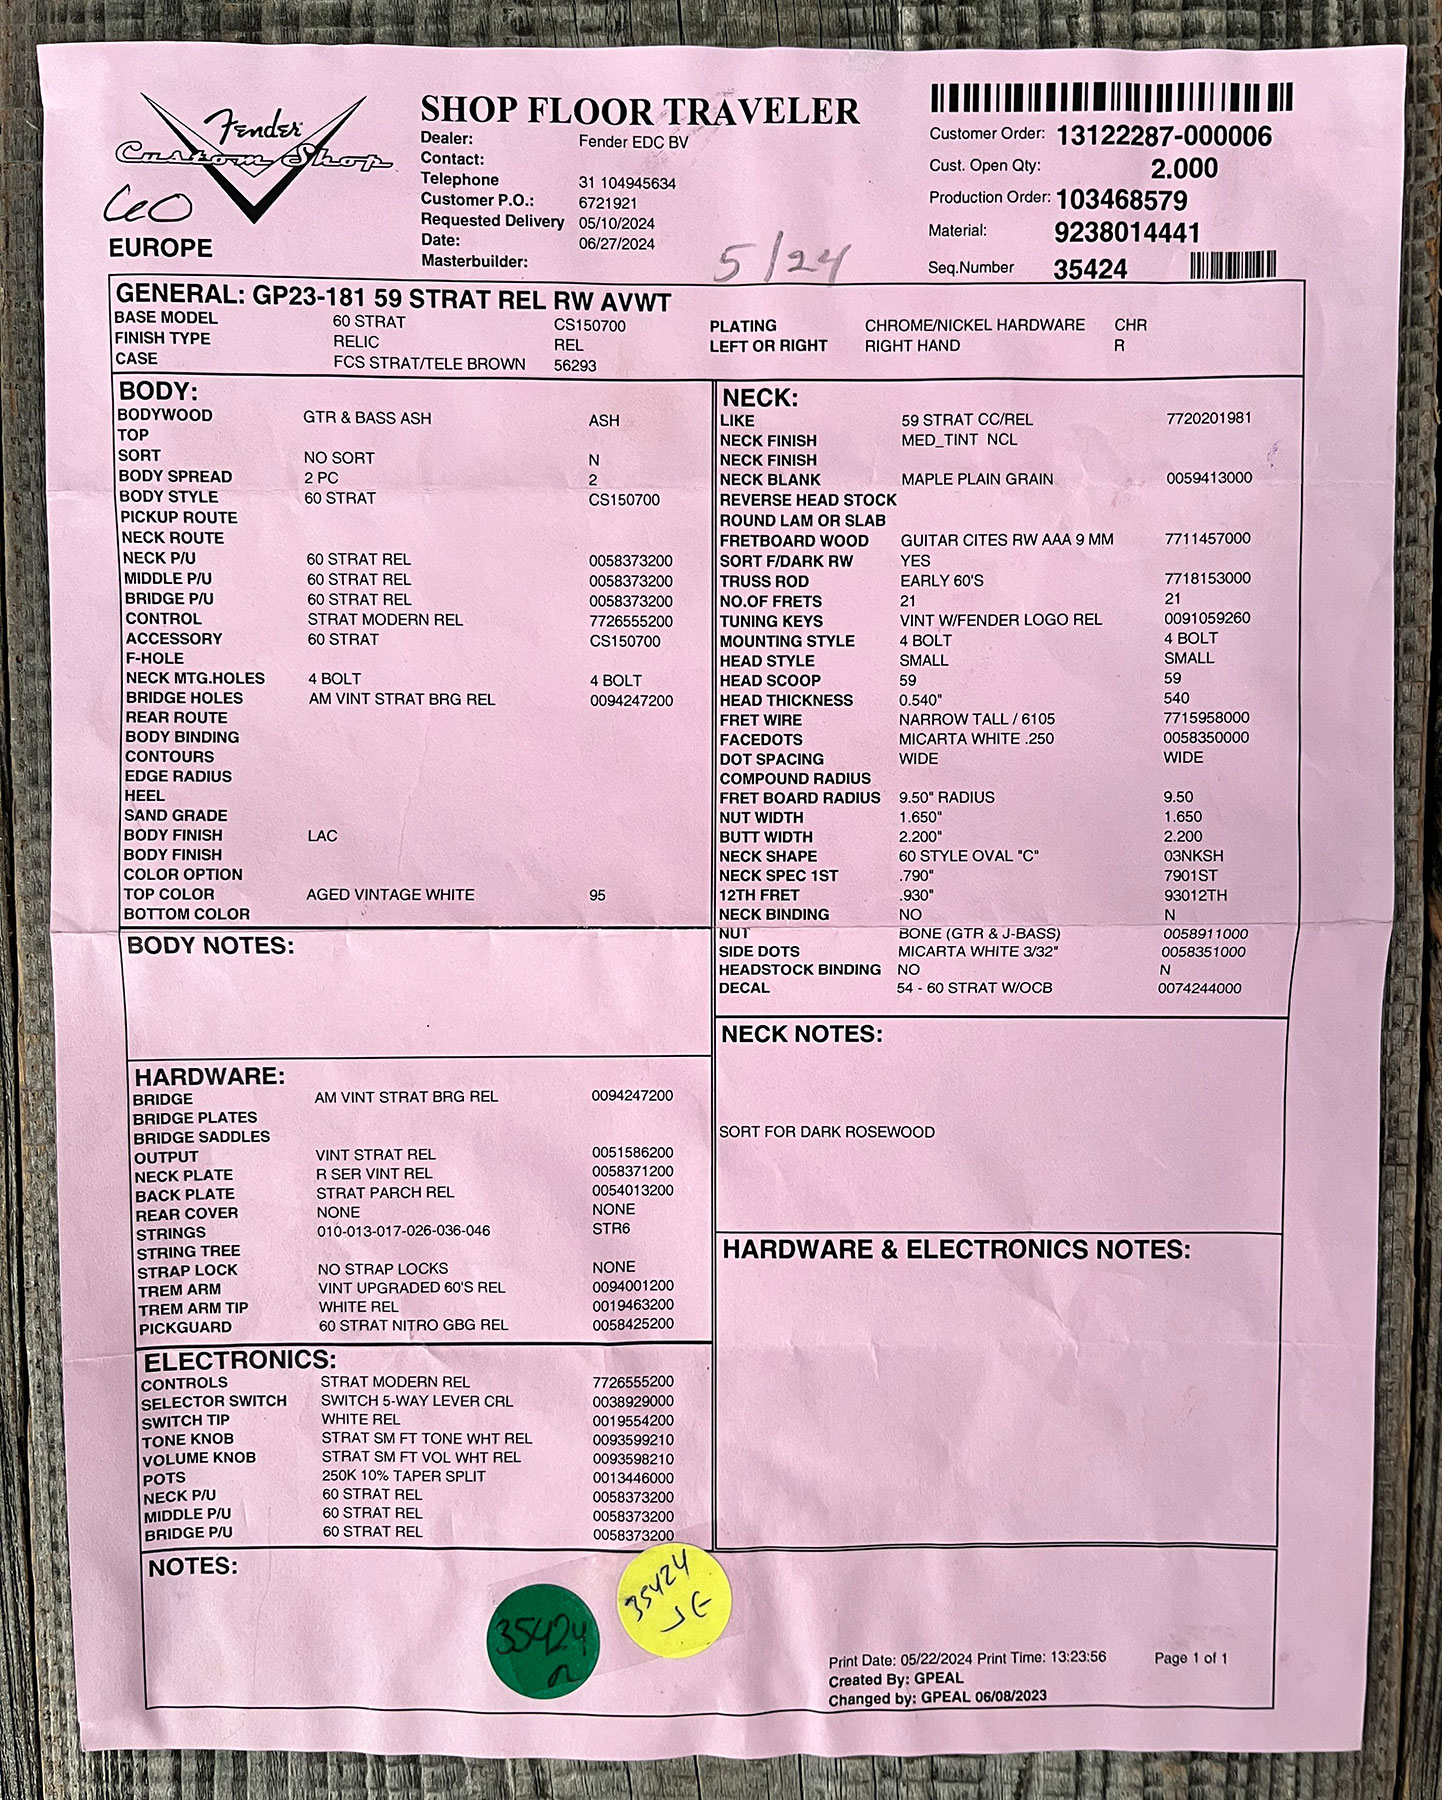 Fender
Custom Shop
EUROPE
SHOP FLOOR TRAVELER
Dealer: Fender EDC BV
Contact:
Telephone 31 104945634
Customer P.O.: 6721921
Requested Delivery 05/10/2024
Date: 06/27/2024
Masterbuilder:
5/24
Customer Order: 13122287-000006
Cust. Open Qty: 2.000
Production Order: 103468579
Material: 9238014441
Seq.Number 35424
GENERAL: GP23-181 59 STRAT REL RW AVWT
BASE MODEL 60 STRAT CS150700
FINISH TYPE RELIC REL
CASE FCS STRAT/TELE BROWN 56293
PLATING CHROME/NICKEL HARDWARE CHR
LEFT OR RIGHT RIGHT HAND R
BODY:
BODYWOOD GTR & BASS ASH ASH
TOP
SORT NO SORT N
BODY SPREAD 2 PC 2
BODY STYLE 60 STRAT CS150700
PICKUP ROUTE
NECK ROUTE
NECK P/U 60 STRAT REL 0058373200
MIDDLE P/U 60 STRAT REL 0058373200
BRIDGE P/U 60 STRAT REL 0058373200
CONTROL STRAT MODERN REL 7726555200
ACCESSORY 60 STRAT CS150700
F-HOLE
NECK MTG.HOLES 4 BOLT 4 BOLT
BRIDGE HOLES AM VINT STRAT BRG REL 0094247200
REAR ROUTE
BODY BINDING
CONTOURS
EDGE RADIUS
HEEL
SAND GRADE
BODY FINISH LAC
BODY FINISH
COLOR OPTION
TOP COLOR AGED VINTAGE WHITE 95
BOTTOM COLOR
BODY NOTES:
HARDWARE:
BRIDGE AM VINT STRAT BRG REL 0094247200
BRIDGE PLATES
BRIDGE SADDLES
OUTPUT VINT STRAT REL 0051586200
NECK PLATE R SER VINT REL 0058371200
BACK PLATE STRAT PARCH REL 0054013200
REAR COVER NONE NONE
STRINGS 010-013-017-026-036-046 STR6
STRING TREE
STRAP LOCK NO STRAP LOCKS NONE
TREM ARM VINT UPGRADED 60'S REL 0094001200
TREM ARM TIP WHITE REL 0019463200
PICKGUARD 60 STRAT NITRO GBG REL 0058425200
ELECTRONICS:
CONTROLS STRAT MODERN REL 7726555200
SELECTOR SWITCH SWITCH 5-WAY LEVER CRL 0038929000
SWITCH TIP WHITE REL 0019554200
TONE KNOB STRAT SM FT TONE WHT REL 0093599210
VOLUME KNOB STRAT SM FT VOL WHT REL 0093598210
POTS 250K 10% TAPER SPLIT 0013446000
NECK P/U 60 STRAT REL 0058373200
MIDDLE P/U 60 STRAT REL 0058373200
BRIDGE P/U 60 STRAT REL 0058373200
NECK:
LIKE 59 STRAT CC/REL 7720201981
NECK FINISH MED_TINT NCL
NECK FINISH
NECK BLANK MAPLE PLAIN GRAIN 0059413000
REVERSE HEAD STOCK
ROUND LAM OR SLAB
FRETBOARD WOOD GUITAR CITES RW AAA 9 MM 7711457000
SORT F/DARK RW YES
TRUSS ROD EARLY 60'S 7718153000
NO.OF FRETS 21 21
TUNING KEYS VINT W/FENDER LOGO REL 0091059260
MOUNTING STYLE 4 BOLT 4 BOLT
HEAD STYLE SMALL SMALL
HEAD SCOOP 59 59
HEAD THICKNESS 0.540" 540
FRET WIRE NARROW TALL / 6105 7715958000
FACEDOTS MICARTA WHITE .250 0058350000
DOT SPACING WIDE WIDE
COMPOUND RADIUS
FRET BOARD RADIUS 9.50" RADIUS 9.50
NUT WIDTH 1.650" 1.650
BUTT WIDTH 2.200" 2.200
NECK SHAPE 60 STYLE OVAL "C" 03NKSH
NECK SPEC 1ST .790" 7901ST
12TH FRET .930" 93012TH
NECK BINDING NO N
NUT BONE (GTR & J-BASS) 0058911000
SIDE DOTS MICARTA WHITE 3/32" 0058351000
HEADSTOCK BINDING NO N
DECAL 54 - 60 STRAT W/OCB 0074244000
NECK NOTES:
SORT FOR DARK ROSEWOOD
HARDWARE & ELECTRONICS NOTES:
NOTES:
35424
35424
JG
Print Date: 05/22/2024 Print Time: 13:23:56 Page 1 of 1
Created By: GPEAL
Changed by: GPEAL 06/08/2023